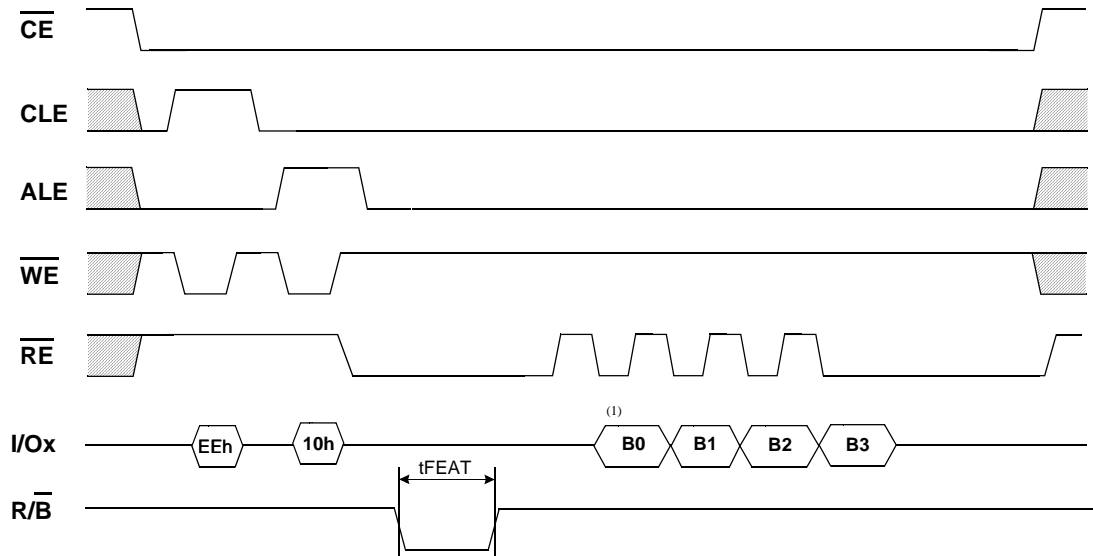 CE
CLE
ALE
WE
RE
(1)
I/Ox EEh 10h B0 B1 B2 B3
tFEAT
R/B